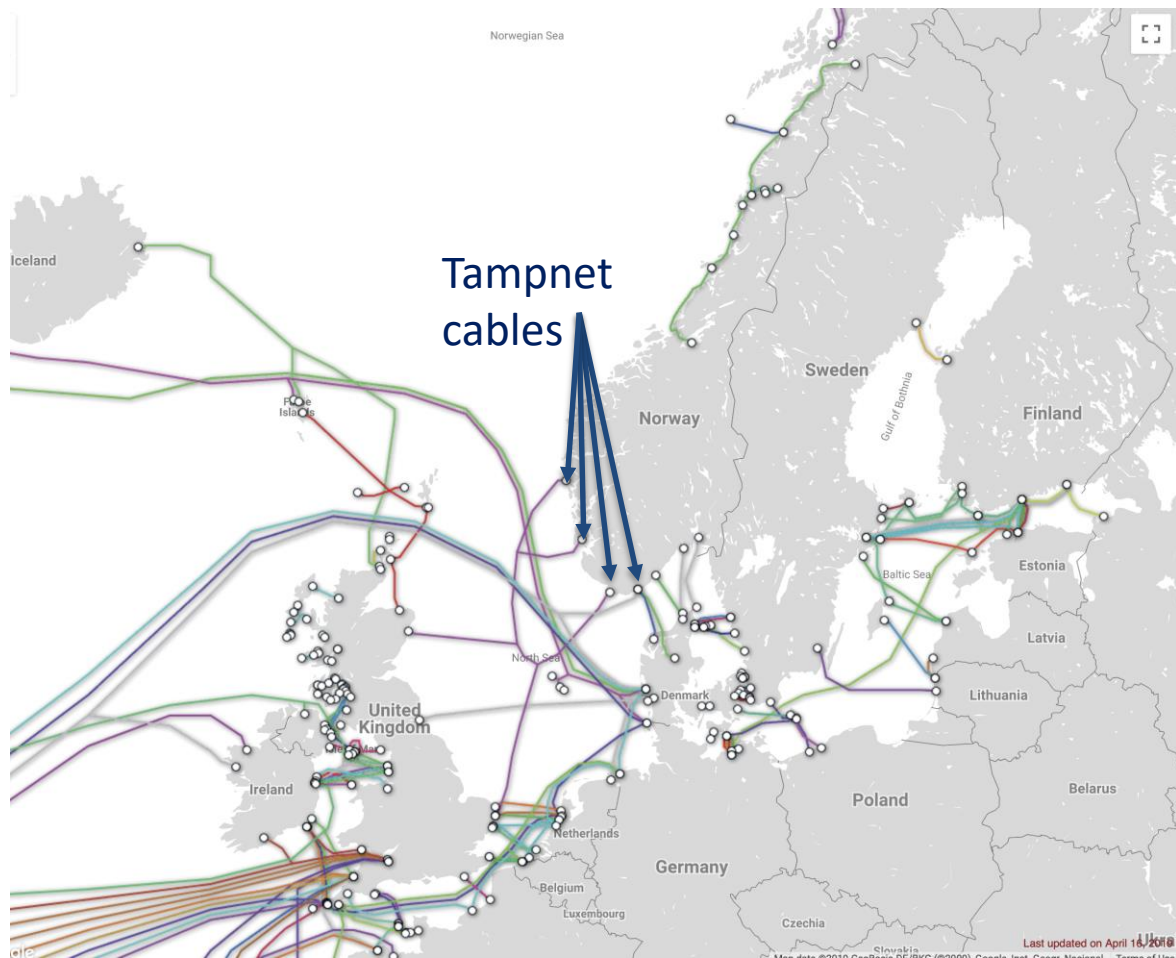 Norwegian Sea
Iceland
Tampnet
cables
Sweden
Gulf of Bothnia
Finland
Norway
Islands
Baltic Sea
Estonia
Latvia
North Sea
Denmark
Lithuania
United
Kingdom
Ireland
Poland
Belarus
Netherlands
Germany
Belgium
Luxembourg
Czechia
Slovakia
Last updated on April 16, 2019